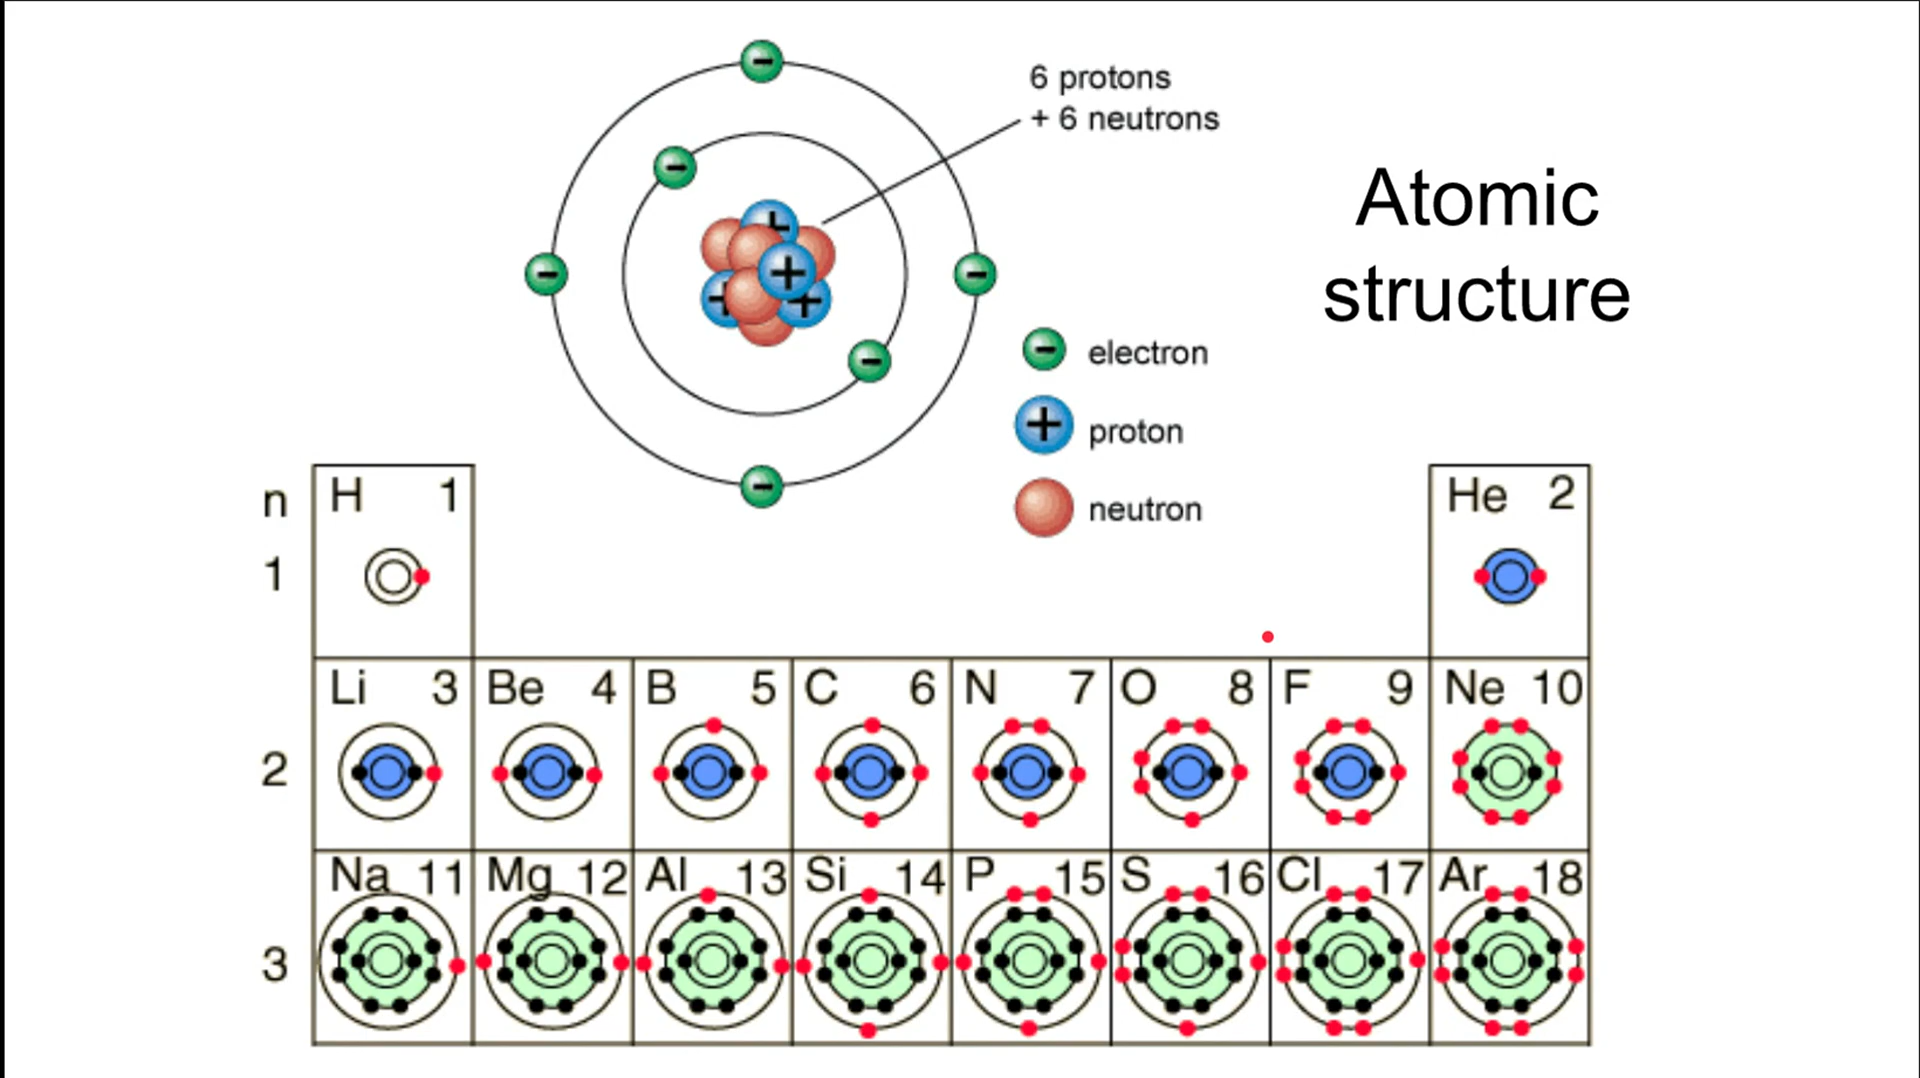 6 protons
+ 6 neutrons
Atomic
structure
electron
proton
neutron
n
H 1
He 2
1
Li 3 Be 4 B 5 C 6 N 7 O 8 F 9 Ne 10
2
Na 11 Mg 12 Al 13 Si 14 P 15 S 16 Cl 17 Ar 18
3